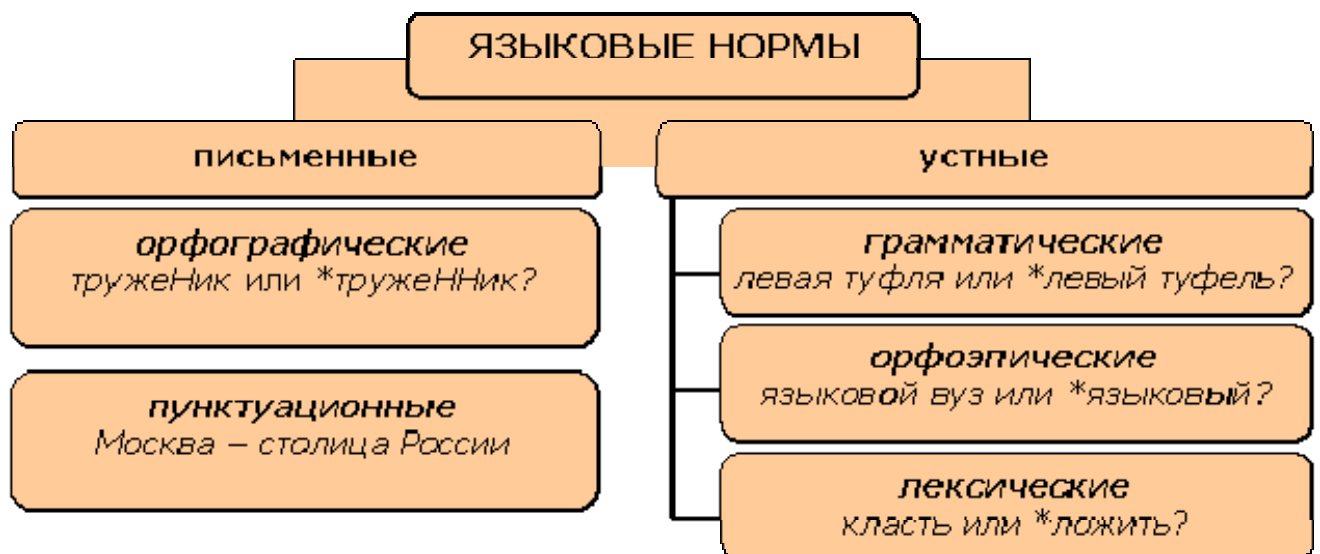 ЯЗЫКОВЫЕ НОРМЫ
письменные
орфографические
тружеНик или *тружеННик?
пунктуационные
Москва – столица России
устные
грамматические
левая туфля или *левый туфель?
орфоэпические
языковой вуз или *языковый?
лексические
класть или *ложить?